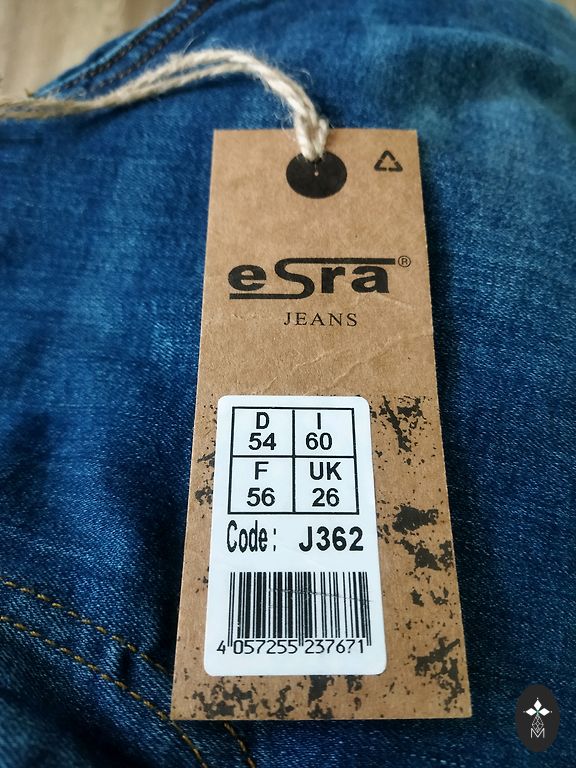 eSra®
JEANS
D I
54 60
F UK
56 26
Code: J362
4 057255 237671
M